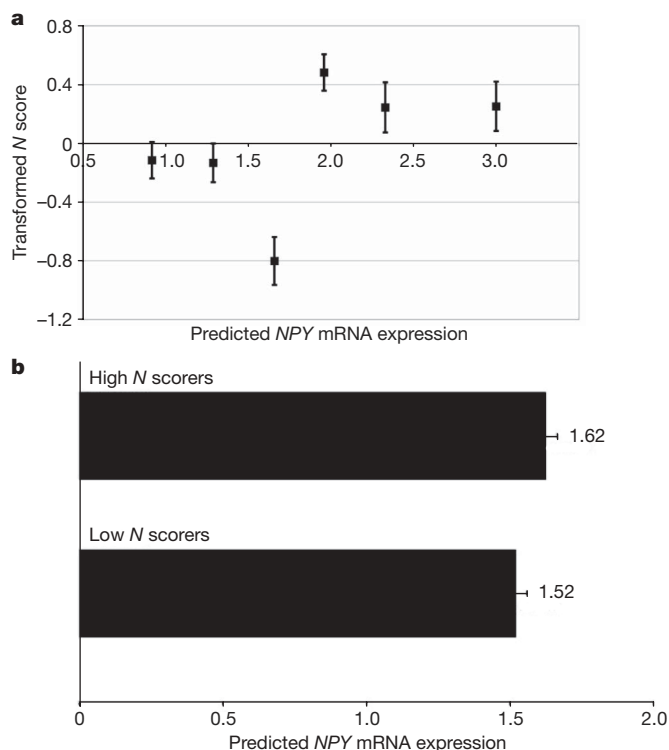 a
0.8
0.4
0
−0.4
−0.8
−1.2
Transformed N score
0.5 1.0 1.5 2.0 2.5 3.0
Predicted NPY mRNA expression
b
High N scorers
1.62
Low N scorers
1.52
0 0.5 1.0 1.5 2.0
Predicted NPY mRNA expression